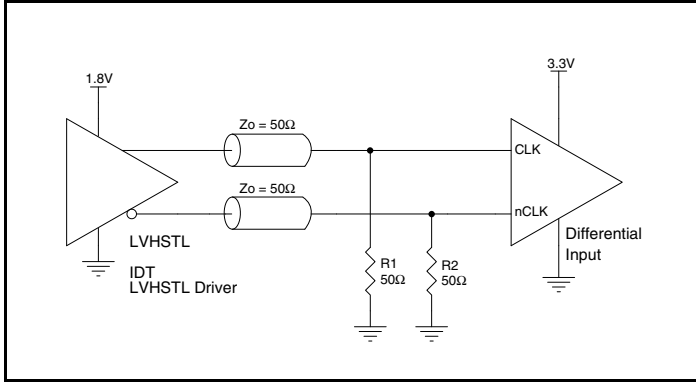 1.8V
3.3V
Zo = 50Ω
CLK
Zo = 50Ω
nCLK
LVHSTL
Differential
Input
IDT
LVHSTL Driver
R1
50Ω
R2
50Ω